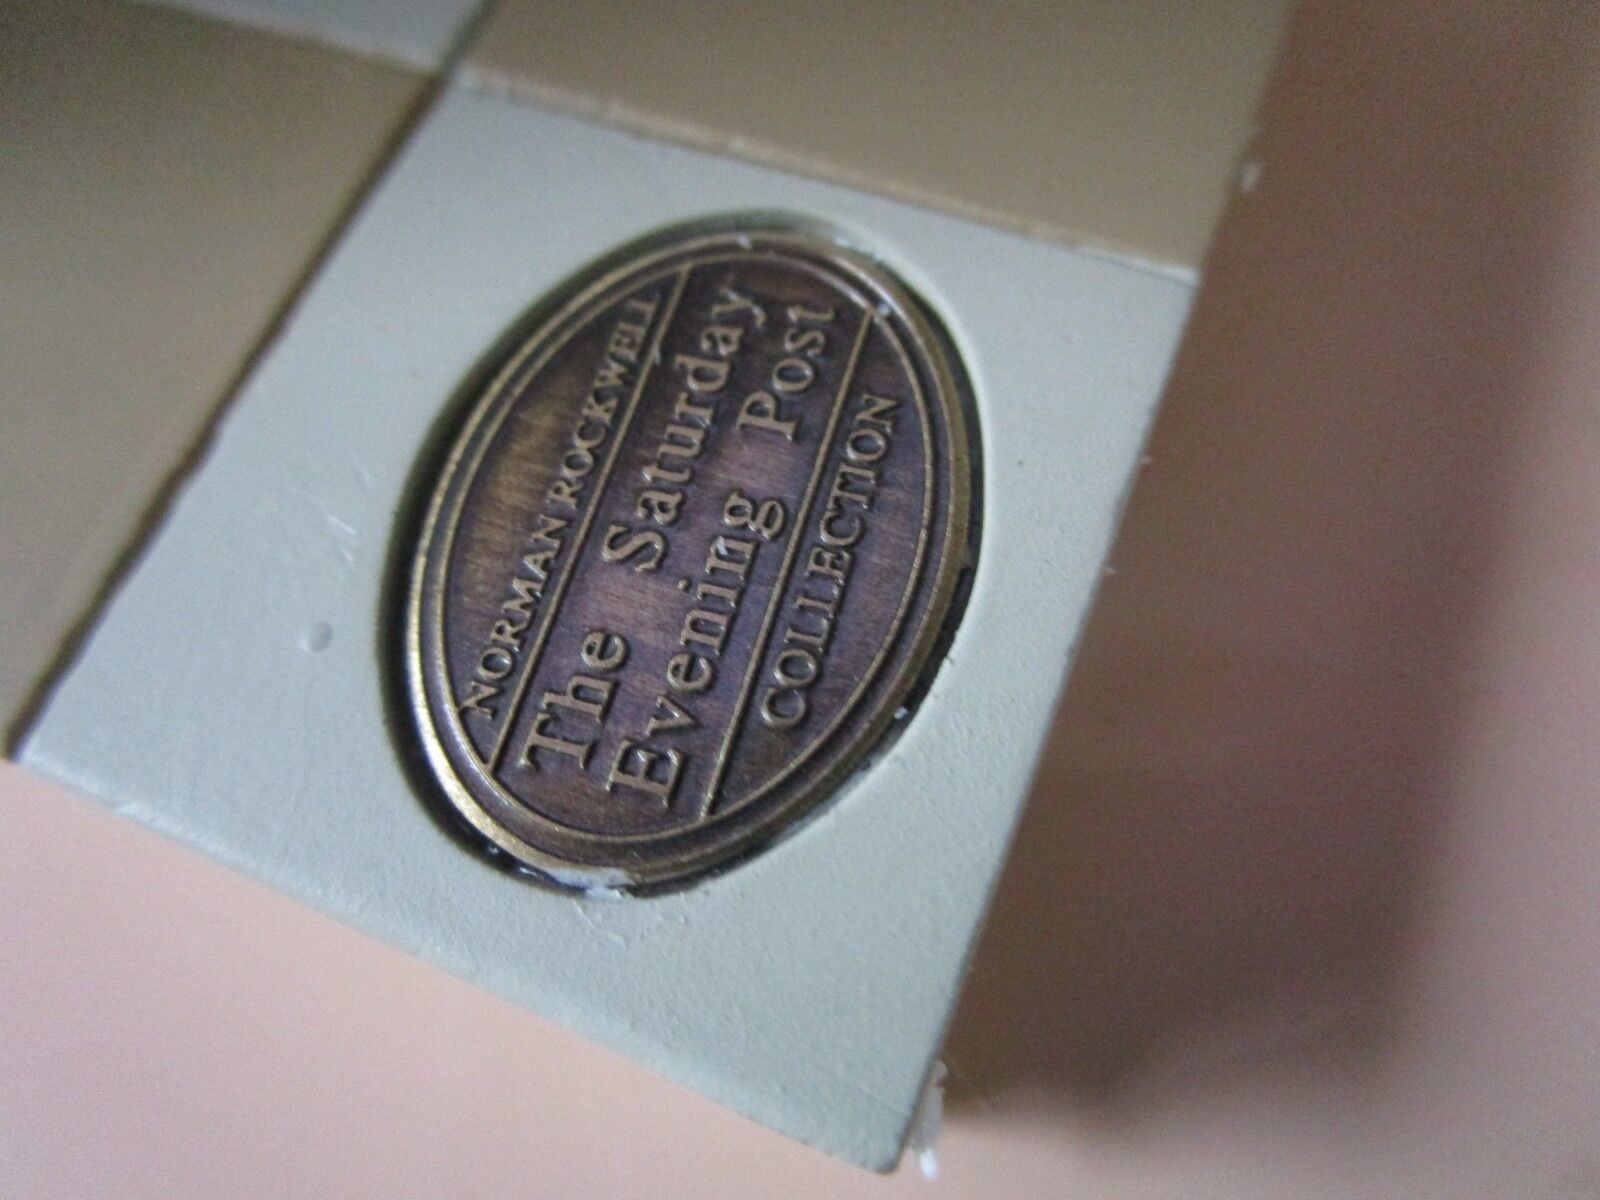 NORMAN ROCKWELL
The Saturday
Evening Post
COLLECTION